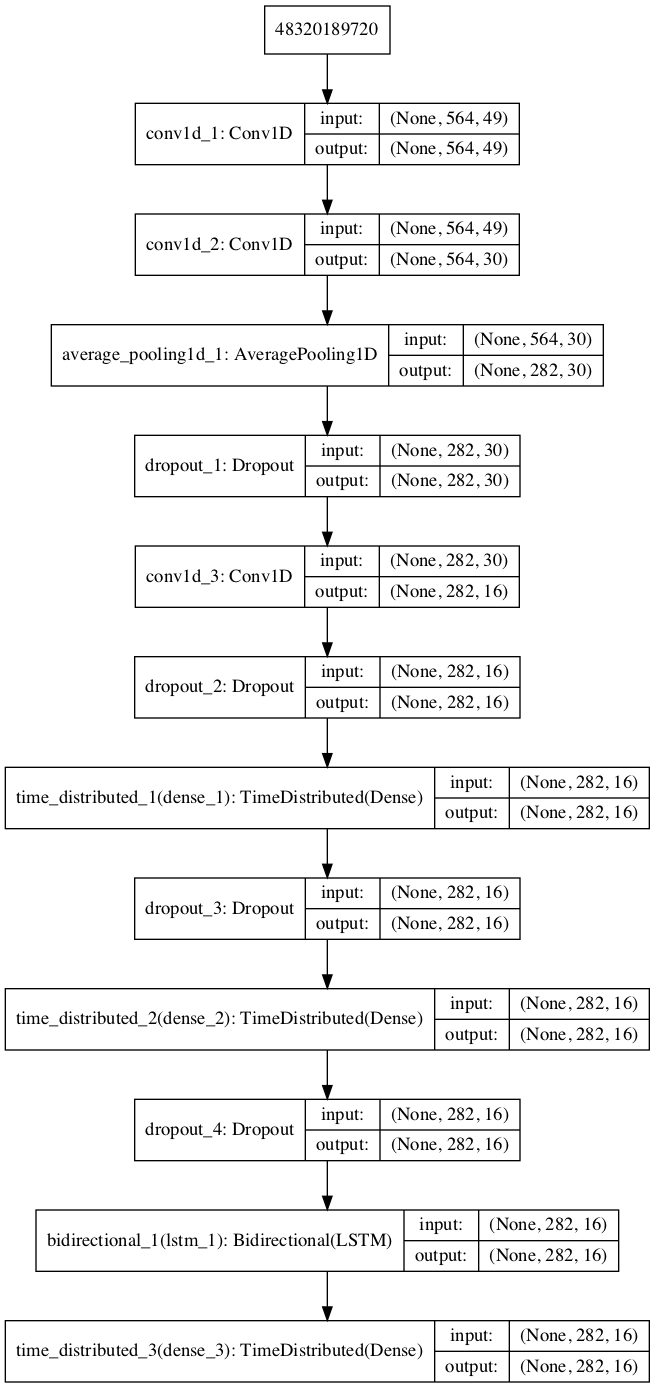 48320189720
conv1d_1: Conv1D
input: (None, 564, 49)
output: (None, 564, 49)
conv1d_2: Conv1D
input: (None, 564, 49)
output: (None, 564, 30)
average_pooling1d_1: AveragePooling1D
input: (None, 564, 30)
output: (None, 282, 30)
dropout_1: Dropout
input: (None, 282, 30)
output: (None, 282, 30)
conv1d_3: Conv1D
input: (None, 282, 30)
output: (None, 282, 16)
dropout_2: Dropout
input: (None, 282, 16)
output: (None, 282, 16)
time_distributed_1(dense_1): TimeDistributed(Dense)
input: (None, 282, 16)
output: (None, 282, 16)
dropout_3: Dropout
input: (None, 282, 16)
output: (None, 282, 16)
time_distributed_2(dense_2): TimeDistributed(Dense)
input: (None, 282, 16)
output: (None, 282, 16)
dropout_4: Dropout
input: (None, 282, 16)
output: (None, 282, 16)
bidirectional_1(lstm_1): Bidirectional(LSTM)
input: (None, 282, 16)
output: (None, 282, 16)
time_distributed_3(dense_3): TimeDistributed(Dense)
input: (None, 282, 16)
output: (None, 282, 16)